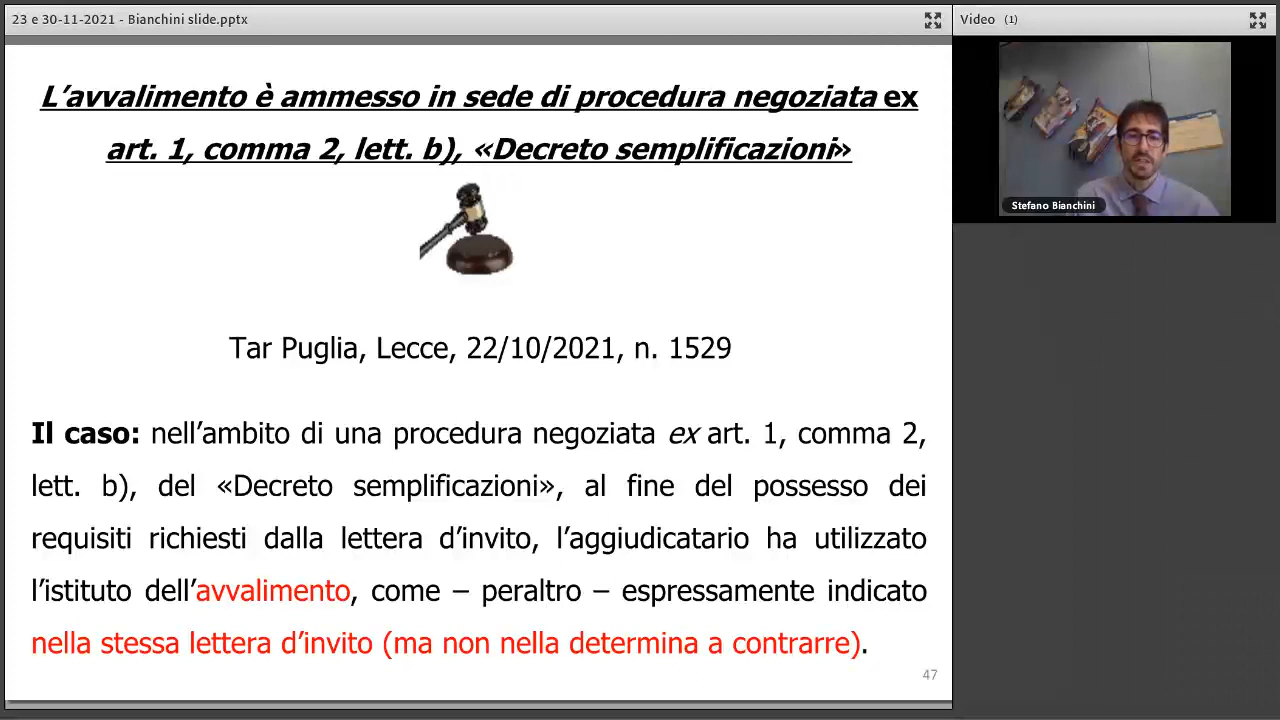 23 e 30-11-2021 - Bianchini slide.pptx
Video (1)
L’avvalimento è ammesso in sede di procedura negoziata ex
art. 1, comma 2, lett. b), «Decreto semplificazioni»
Stefano Bianchini
Tar Puglia, Lecce, 22/10/2021, n. 1529
Il caso: nell’ambito di una procedura negoziata ex art. 1, comma 2,
lett. b), del «Decreto semplificazioni», al fine del possesso dei
requisiti richiesti dalla lettera d’invito, l’aggiudicatario ha utilizzato
l’istituto dell’avvalimento, come – peraltro – espressamente indicato
nella stessa lettera d’invito (ma non nella determina a contrarre).
47